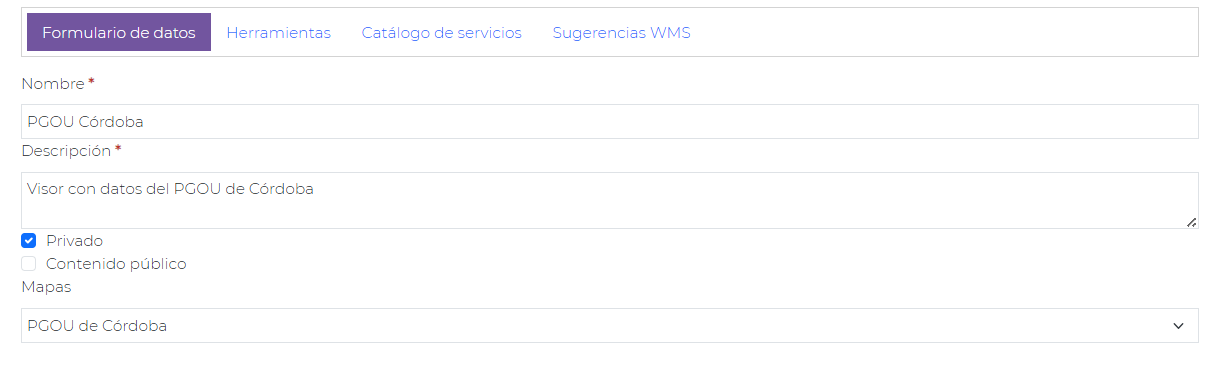 Formulario de datos Herramientas Catálogo de servicios Sugerencias WMS
Nombre *
PGOU Córdoba
Descripción *
Visor con datos del PGOU de Córdoba
Privado
Contenido público
Mapas
PGOU de Córdoba